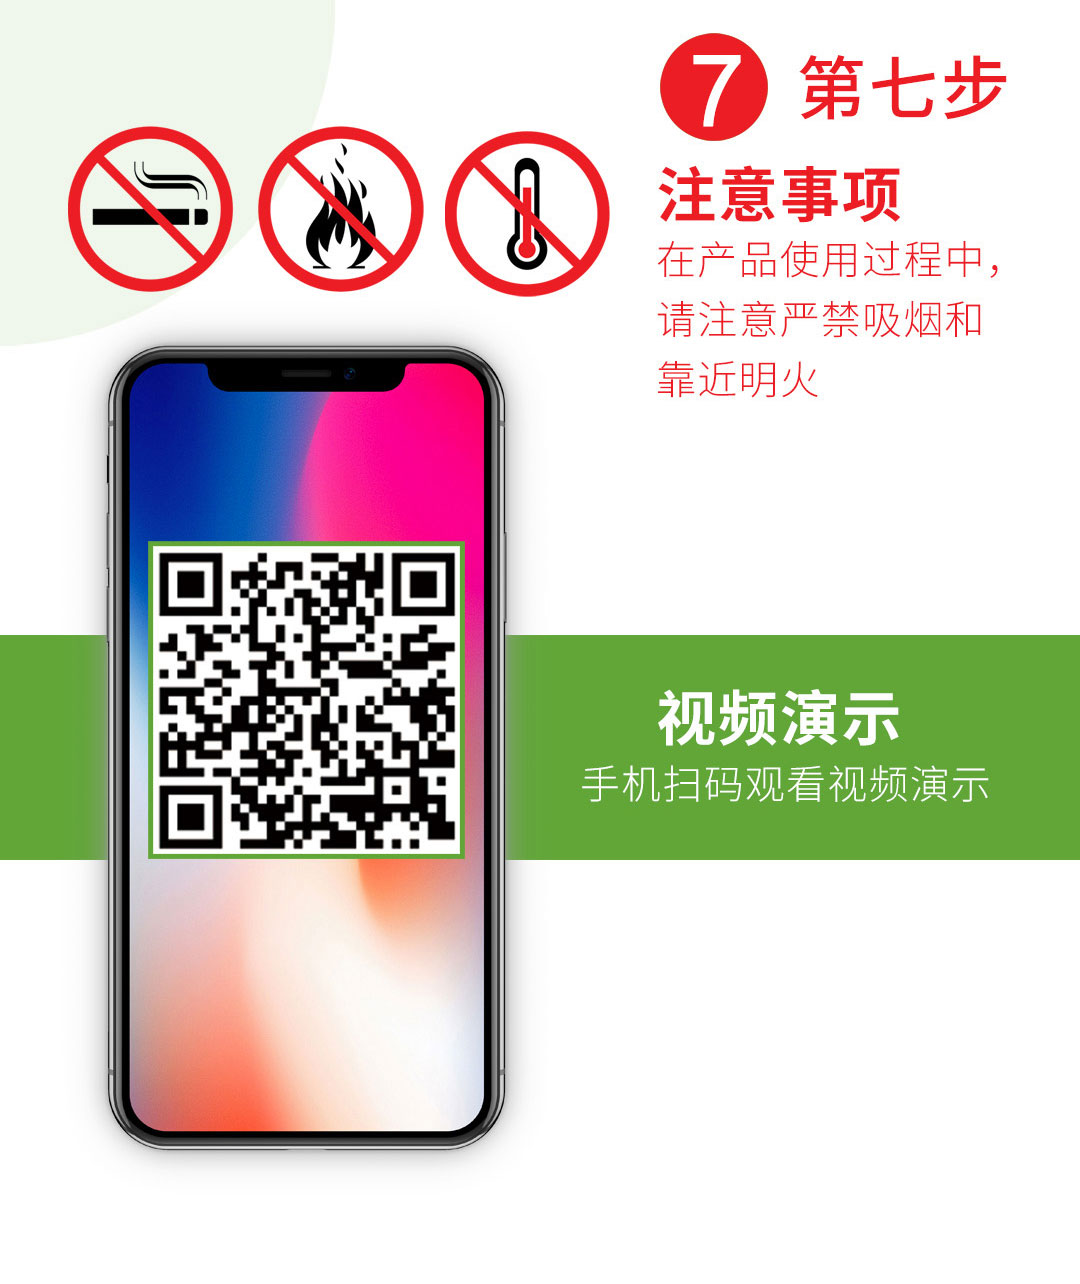 7 第七步
注意事项
在产品使用过程中，
请注意严禁吸烟和
靠近明火
视频演示
手机扫码观看视频演示